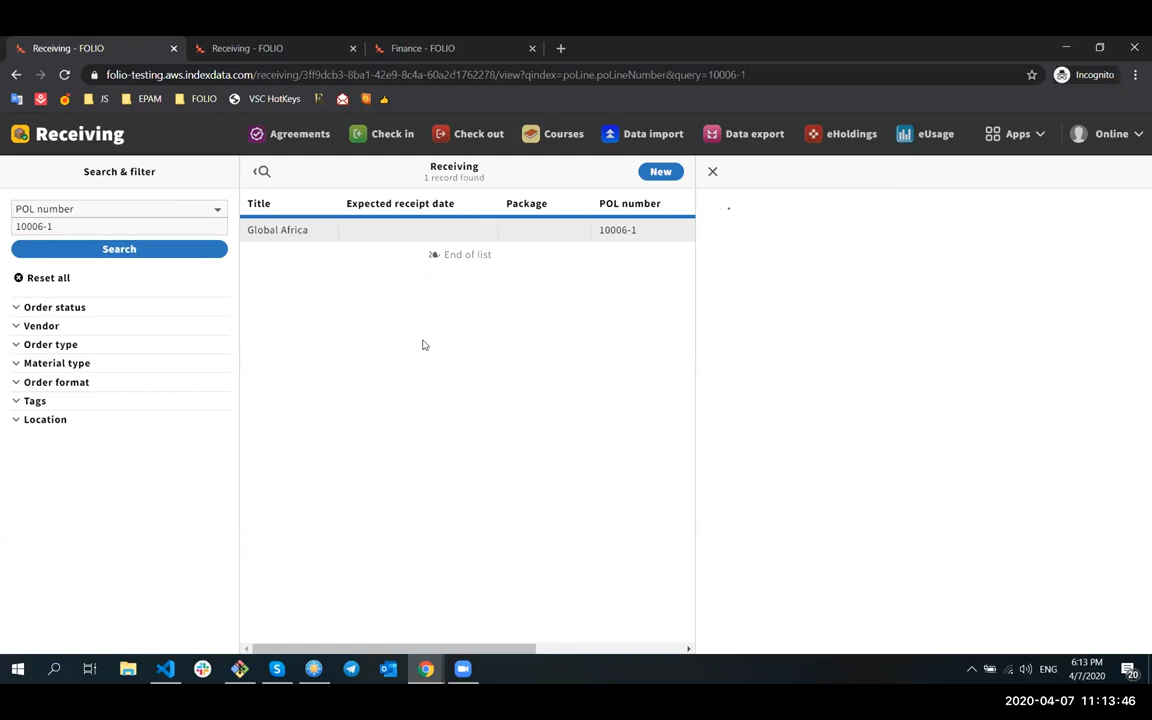 Receiving - FOLIO
Receiving - FOLIO
Finance - FOLIO
folio-testing.aws.indexdata.com/receiving/3ff9dcb3-8ba1-42e9-8c4a-60a2d1762278/view?qindex=poLine.poLineNumber&query=10006-1
Incognito
JS
EPAM
FOLIO
VSC HotKeys
Receiving
Agreements
Check in
Check out
Courses
Data import
Data export
eHoldings
eUsage
Apps
Online
Search & filter
Receiving
1 record found
New
POL number
10006-1
Search
Reset all
Order status
Vendor
Order type
Material type
Order format
Tags
Location
Title Expected receipt date Package POL number
Global Africa 10006-1
End of list
ENG
6:13 PM
4/7/2020
20
2020-04-07 11:13:46